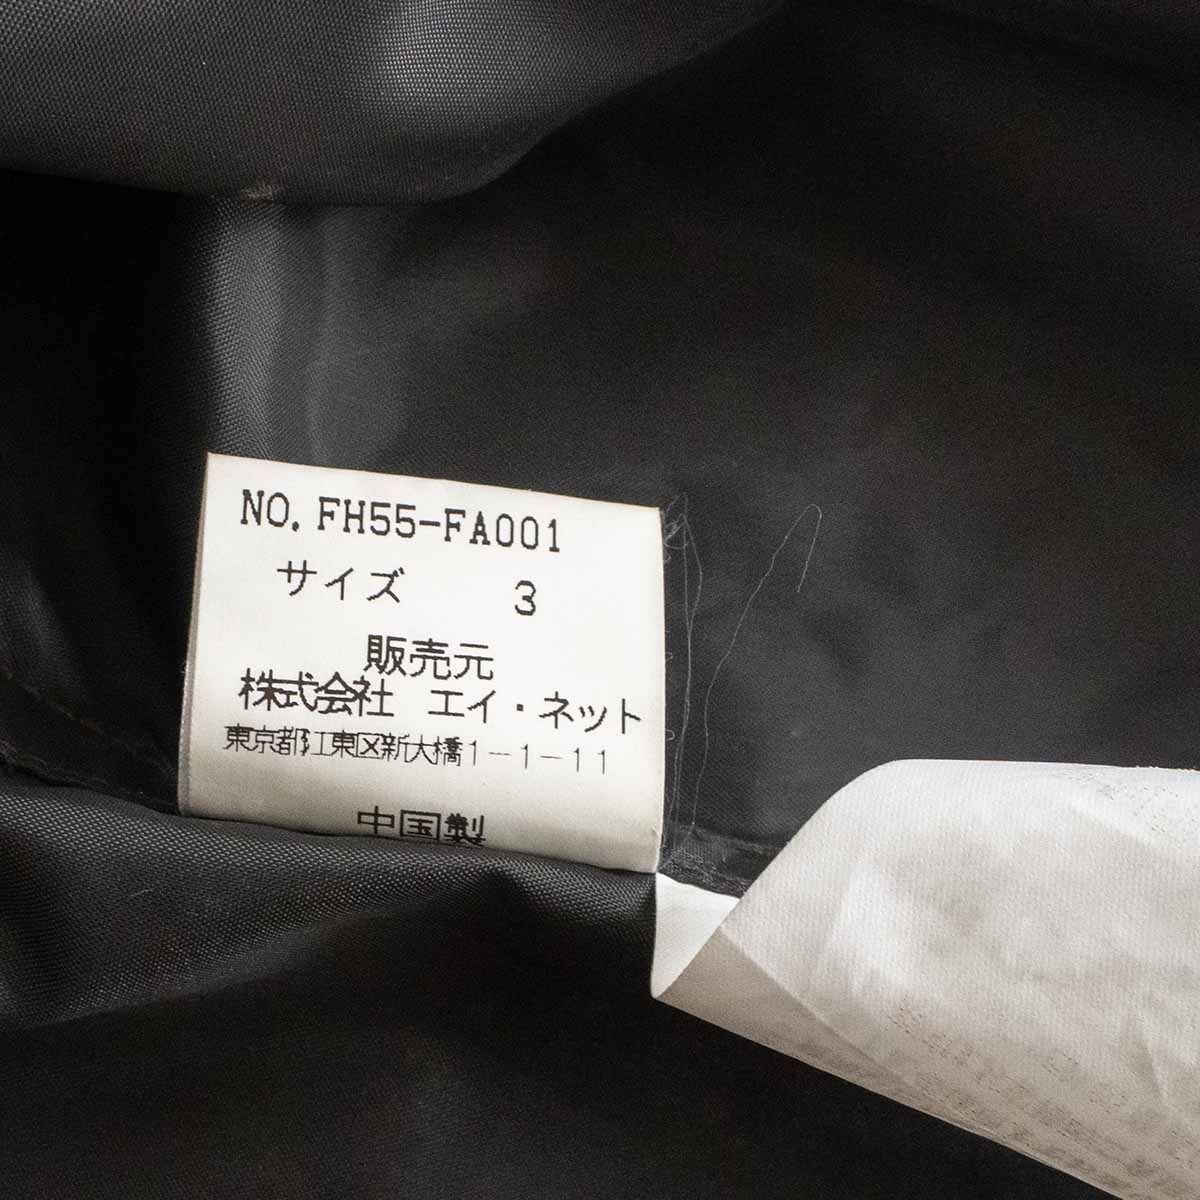 NO. FH55-FA001
サイズ 3
販売元
株式会社 エイ・ネット
東京都江東区新大橋1-1-11
中国製